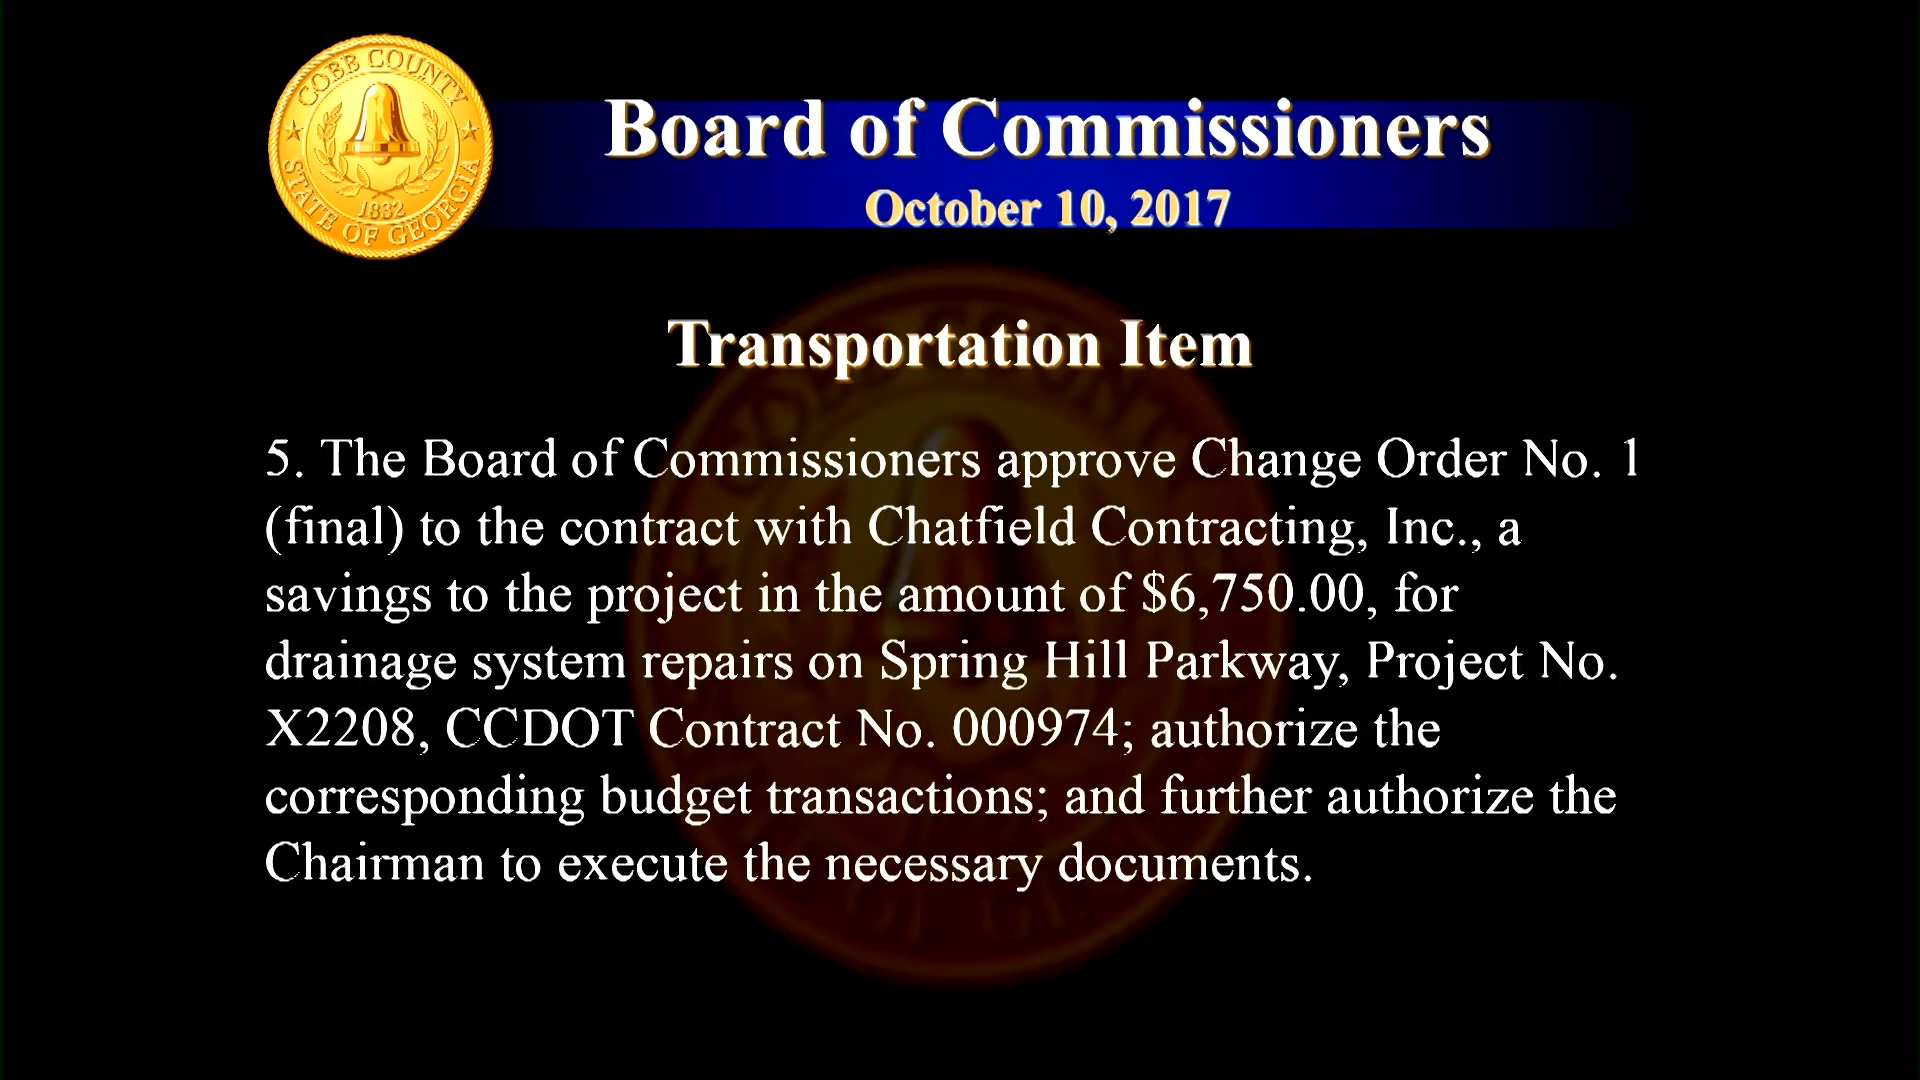 COBB COUNTY
1832
STATE OF GEORGIA
Board of Commissioners
October 10, 2017
Transportation Item
5. The Board of Commissioners approve Change Order No. 1
(final) to the contract with Chatfield Contracting, Inc., a
savings to the project in the amount of $6,750.00, for
drainage system repairs on Spring Hill Parkway, Project No.
X2208, CCDOT Contract No. 000974; authorize the
corresponding budget transactions; and further authorize the
Chairman to execute the necessary documents.